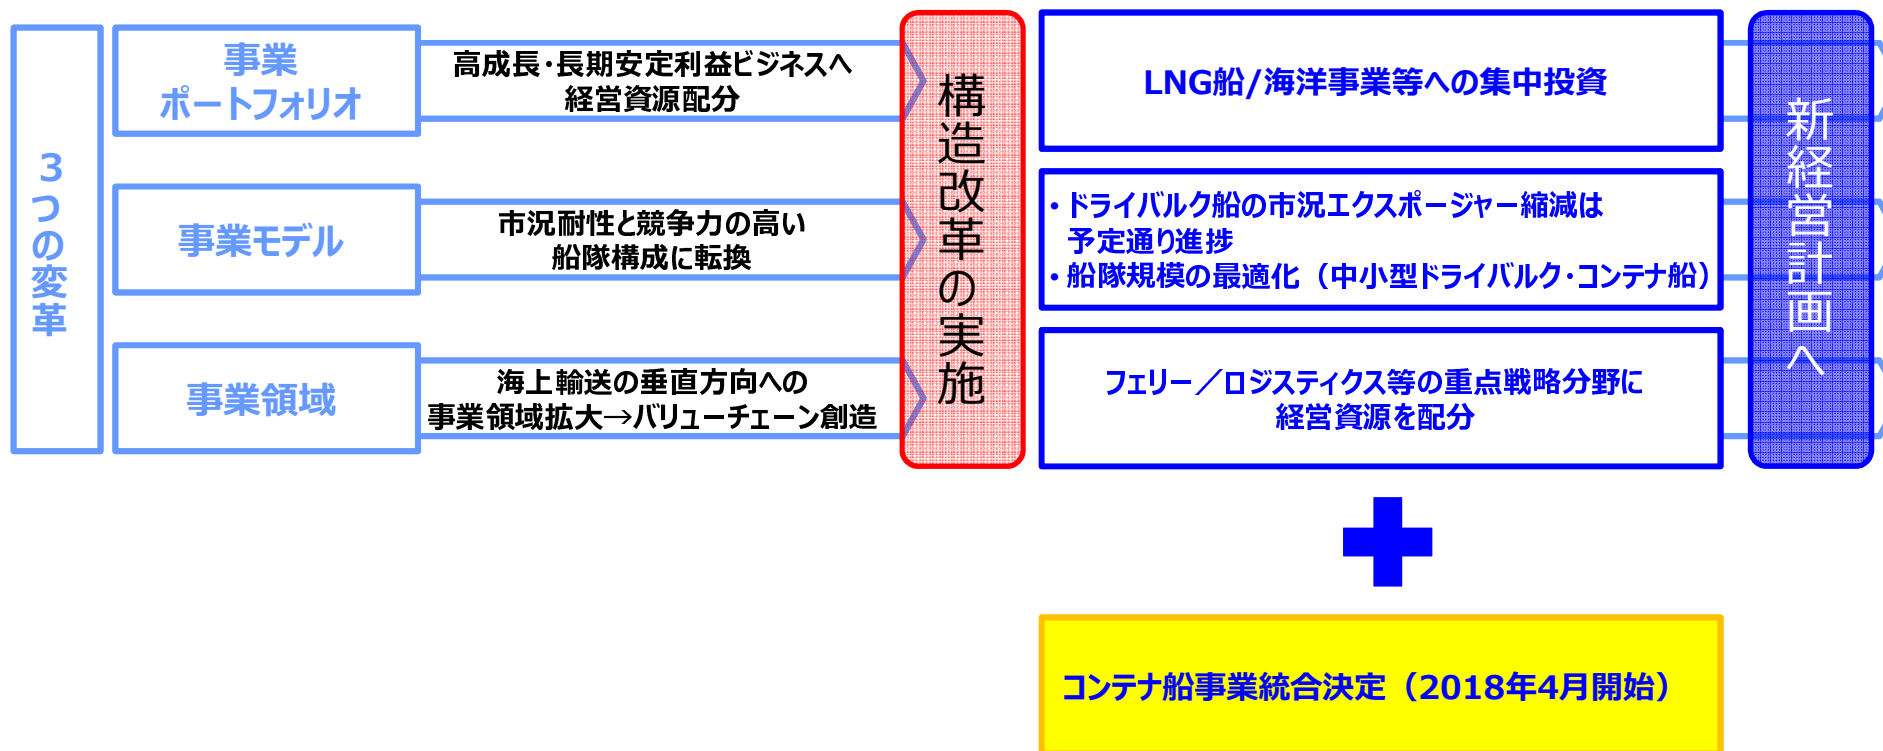 3つの変革
事業
ポートフォリオ
高成長・長期安定利益ビジネスへ
経営資源配分
事業モデル
市況耐性と競争力の高い
船隊構成に転換
事業領域
海上輸送の垂直方向への
事業領域拡大→バリューチェーン創造
構造改革の実施
LNG船/海洋事業等への集中投資
・ドライバルク船の市況エクスポージャー縮減は
予定通り進捗
・船隊規模の最適化（中小型ドライバルク・コンテナ船）
フェリー／ロジスティクス等の重点戦略分野に
経営資源を配分
新経営計画へ
コンテナ船事業統合決定（2018年4月開始）